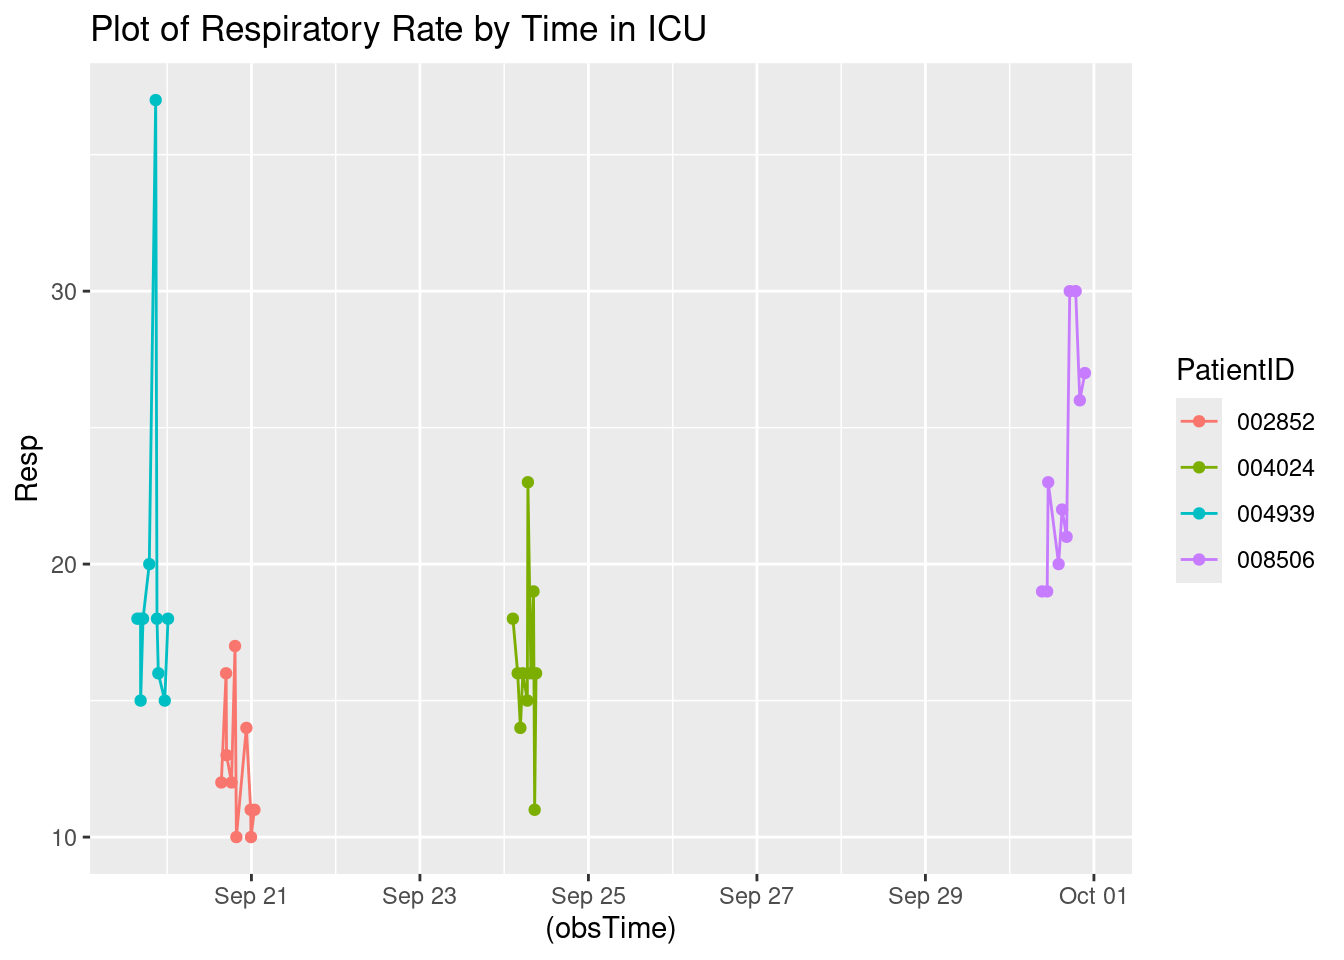 Plot of Respiratory Rate by Time in ICU
Resp
30
20
10
Sep 21 Sep 23 Sep 25 Sep 27 Sep 29 Oct 01
(obsTime)
PatientID
002852
004024
004939
008506